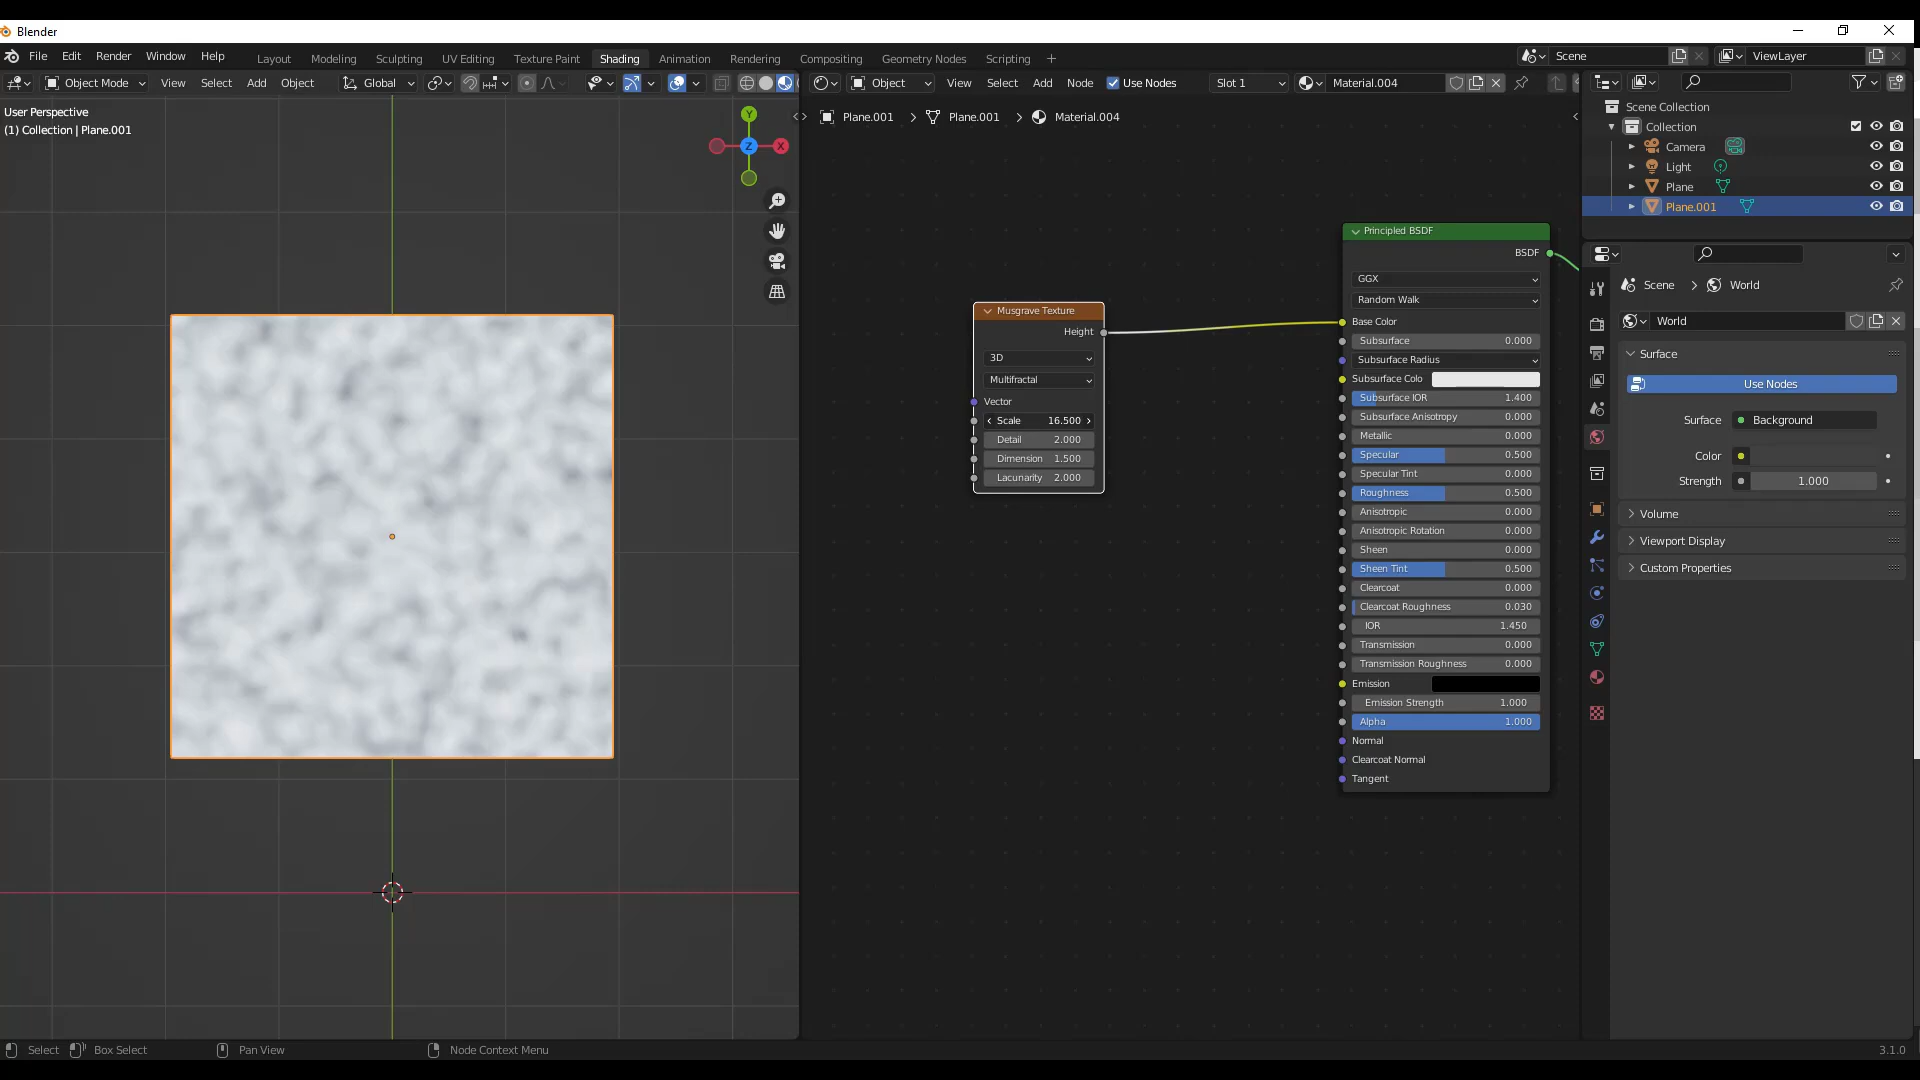 Blender
File Edit Render Window Help Layout Modeling Sculpting UV Editing Texture Paint Shading Animation Rendering Compositing Geometry Nodes Scripting + Scene ViewLayer
Object Mode View Select Add Object Global Object View Select Add Node Use Nodes Slot 1 Material.004
User Perspective
(1) Collection | Plane.001
Y
Z
X
Plane.001 > Plane.001 > Material.004
Musgrave Texture
Height
3D
Multifractal
Vector
Scale 16.500
Detail 2.000
Dimension 1.500
Lacunarity 2.000
Principled BSDF
BSDF
GGX
Random Walk
Base Color
Subsurface 0.000
Subsurface Radius
Subsurface Colo
Subsurface IOR 1.400
Subsurface Anisotropy 0.000
Metallic 0.000
Specular 0.500
Specular Tint 0.000
Roughness 0.500
Anisotropic 0.000
Anisotropic Rotation 0.000
Sheen 0.000
Sheen Tint 0.500
Clearcoat 0.000
Clearcoat Roughness 0.030
IOR 1.450
Transmission 0.000
Transmission Roughness 0.000
Emission
Emission Strength 1.000
Alpha 1.000
Normal
Clearcoat Normal
Tangent
Scene Collection
Collection
Camera
Light
Plane
Plane.001
Scene > World
World
Surface
Use Nodes
Surface Background
Color
Strength 1.000
Volume
Viewport Display
Custom Properties
Select Box Select Pan View Node Context Menu 3.1.0